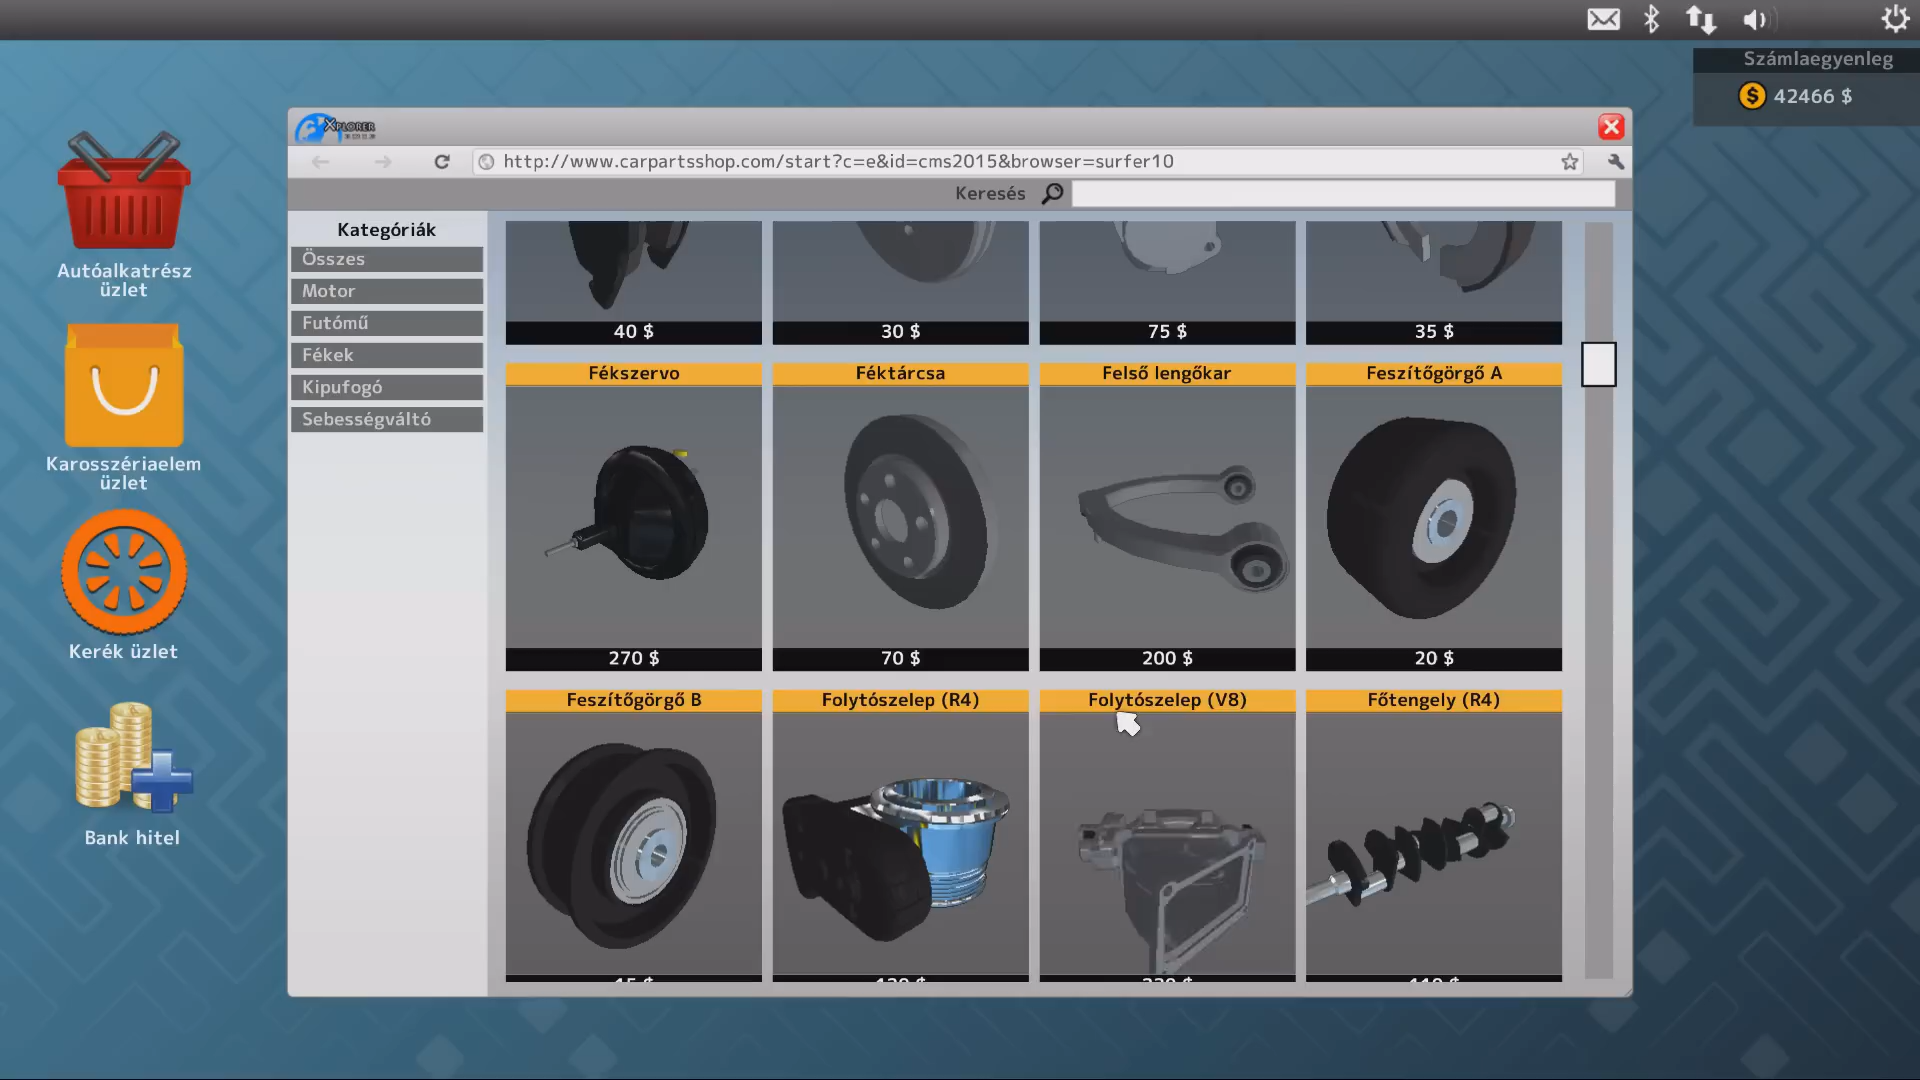 Számlaegyenleg
42466 $
XPLORER
http://www.carpartsshop.com/start?c=e&id=cms2015&browser=surfer10
Keresés
Kategóriák
Összes
Motor
Futómű
Fékek
Kipufogó
Sebességváltó
Autóalkatrész
üzlet
Karosszériaelem
üzlet
Kerék üzlet
Bank hitel
40 $
30 $
75 $
35 $
Fékszervo
Féktárcsa
Felső lengőkar
Feszítőgörgő A
270 $
70 $
200 $
20 $
Feszítőgörgő B
Folytószelep (R4)
Folytószelep (V8)
Főtengely (R4)